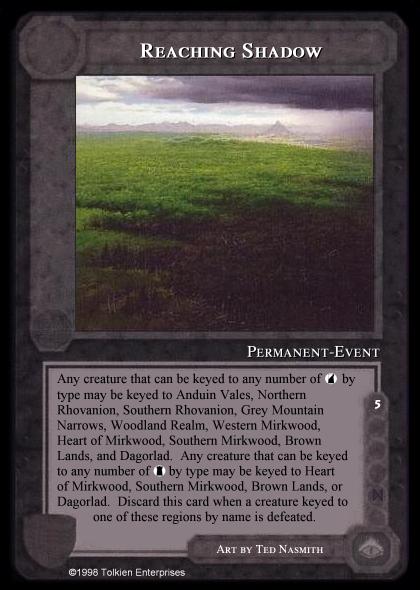 Reaching Shadow
Permanent-Event
Any creature that can be keyed to any number of by
type may be keyed to Anduin Vales, Northern
Rhovanion, Southern Rhovanion, Grey Mountain
Narrows, Woodland Realm, Western Mirkwood,
Heart of Mirkwood, Southern Mirkwood, Brown
Lands, and Dagorlad. Any creature that can be keyed
to any number of by type may be keyed to Heart
of Mirkwood, Southern Mirkwood, Brown Lands, or
Dagorlad. Discard this card when a creature keyed to
one of these regions by name is defeated.
5
Art by Ted Nasmith
©1998 Tolkien Enterprises